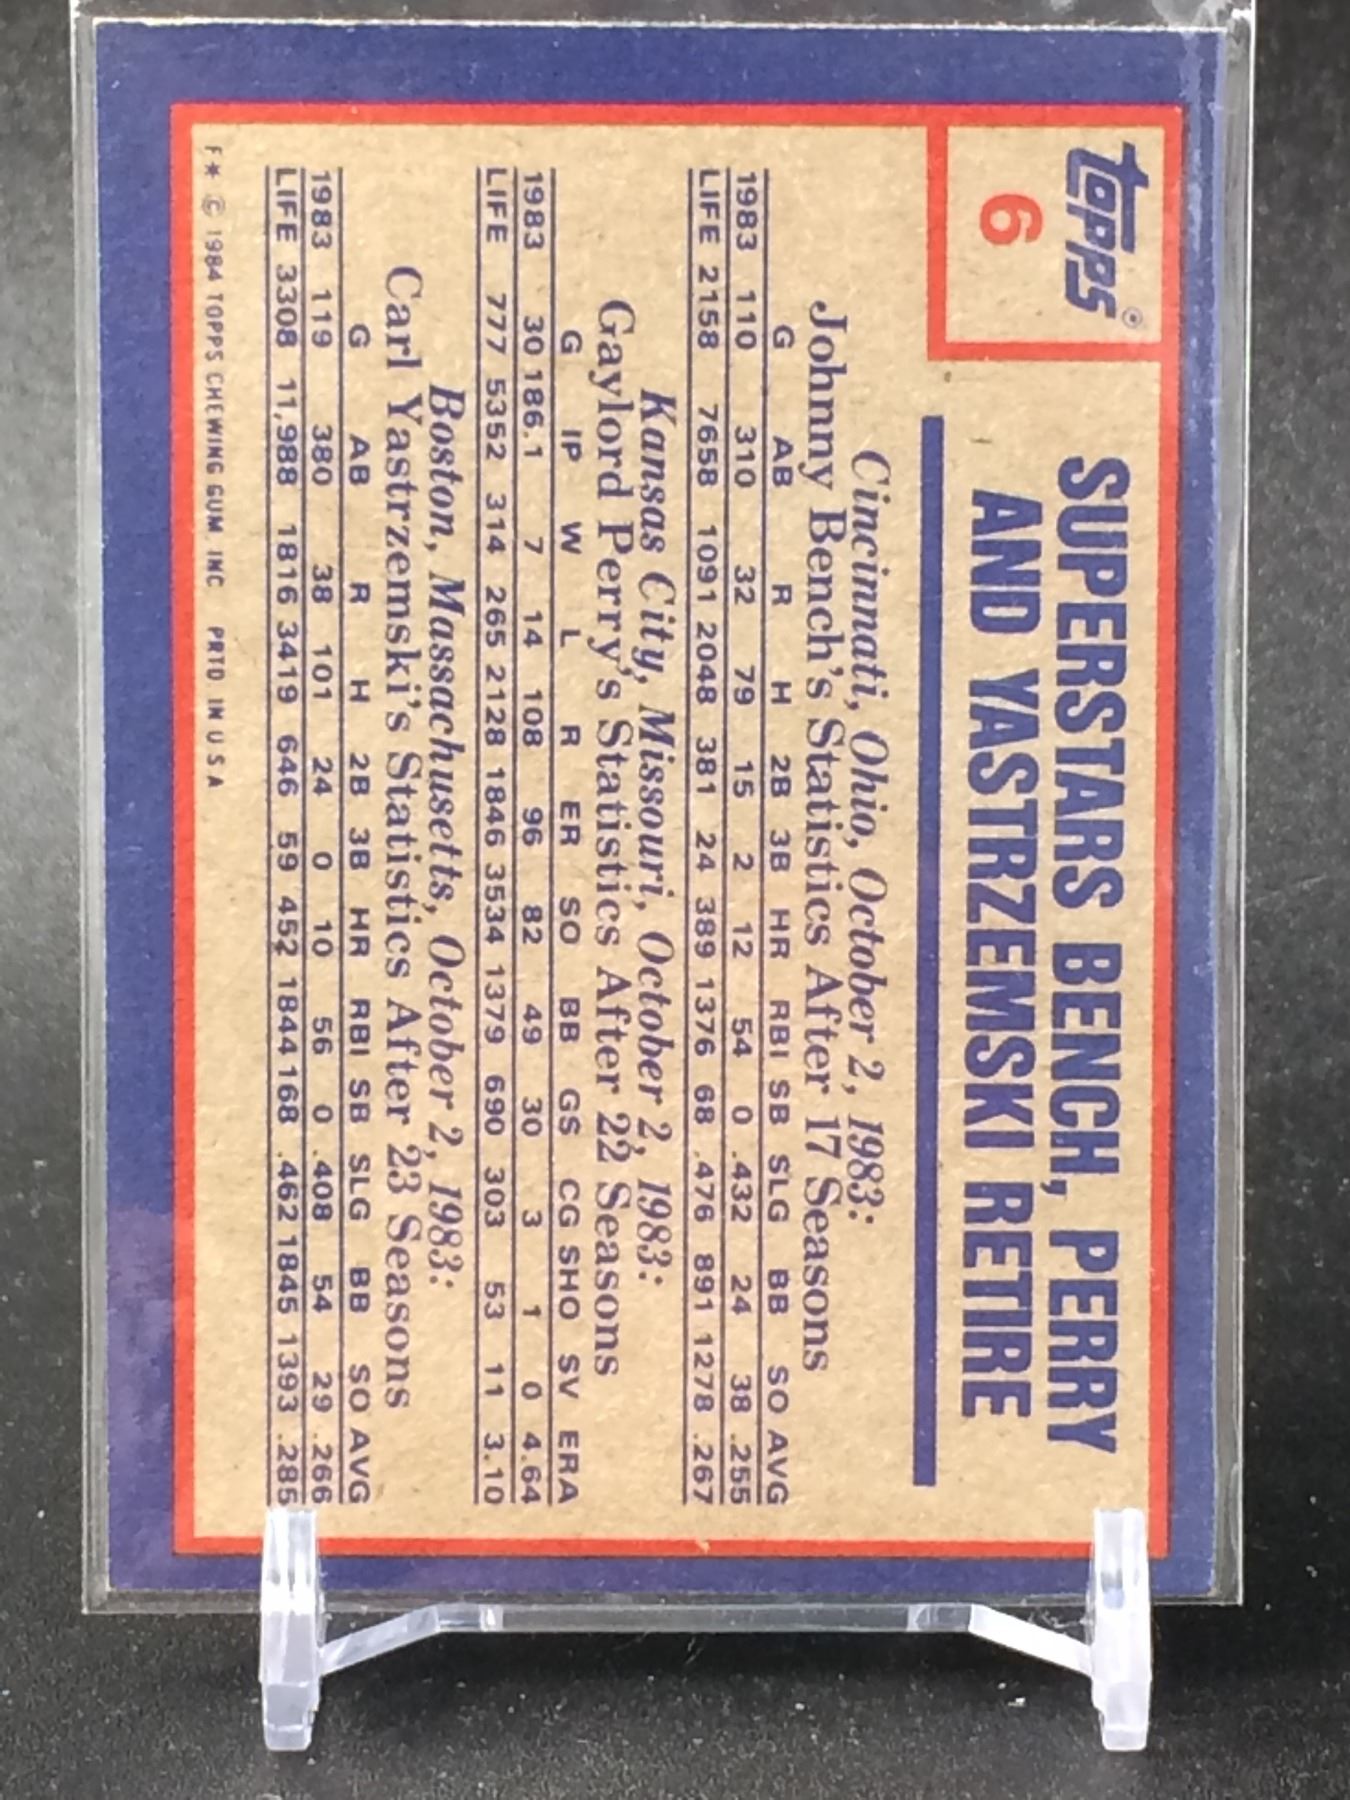 topps®
6
SUPERSTARS BENCH, PERRY
AND YASTRZEMSKI RETIRE
Cincinnati, Ohio, October 2, 1983:
Johnny Bench's Statistics After 17 Seasons
G AB R H 2B 3B HR RBI SB SLG BB SO AVG
1983 110 310 32 79 15 2 12 54 0 .432 24 38 .255
LIFE 2158 7658 1091 2048 381 24 389 1376 68 .476 891 1278 .267
Kansas City, Missouri, October 2, 1983:
Gaylord Perry's Statistics After 22 Seasons
G IP W L R ER SO BB GS CG SHO SV ERA
1983 30 186.1 7 14 108 96 82 49 30 3 1 0 4.64
LIFE 777 5352 314 265 2128 1846 3534 1379 690 303 53 11 3.10
Boston, Massachusetts, October 2, 1983:
Carl Yastrzemski's Statistics After 23 Seasons
G AB R H 2B 3B HR RBI SB SLG BB SO AVG
1983 119 380 38 101 24 0 10 56 0 .408 54 29 .266
LIFE 3308 11,988 1816 3419 646 59 452 1844 168 .462 1845 1393 .285
F* © 1984 TOPPS CHEWING GUM, INC PRTD IN U S A